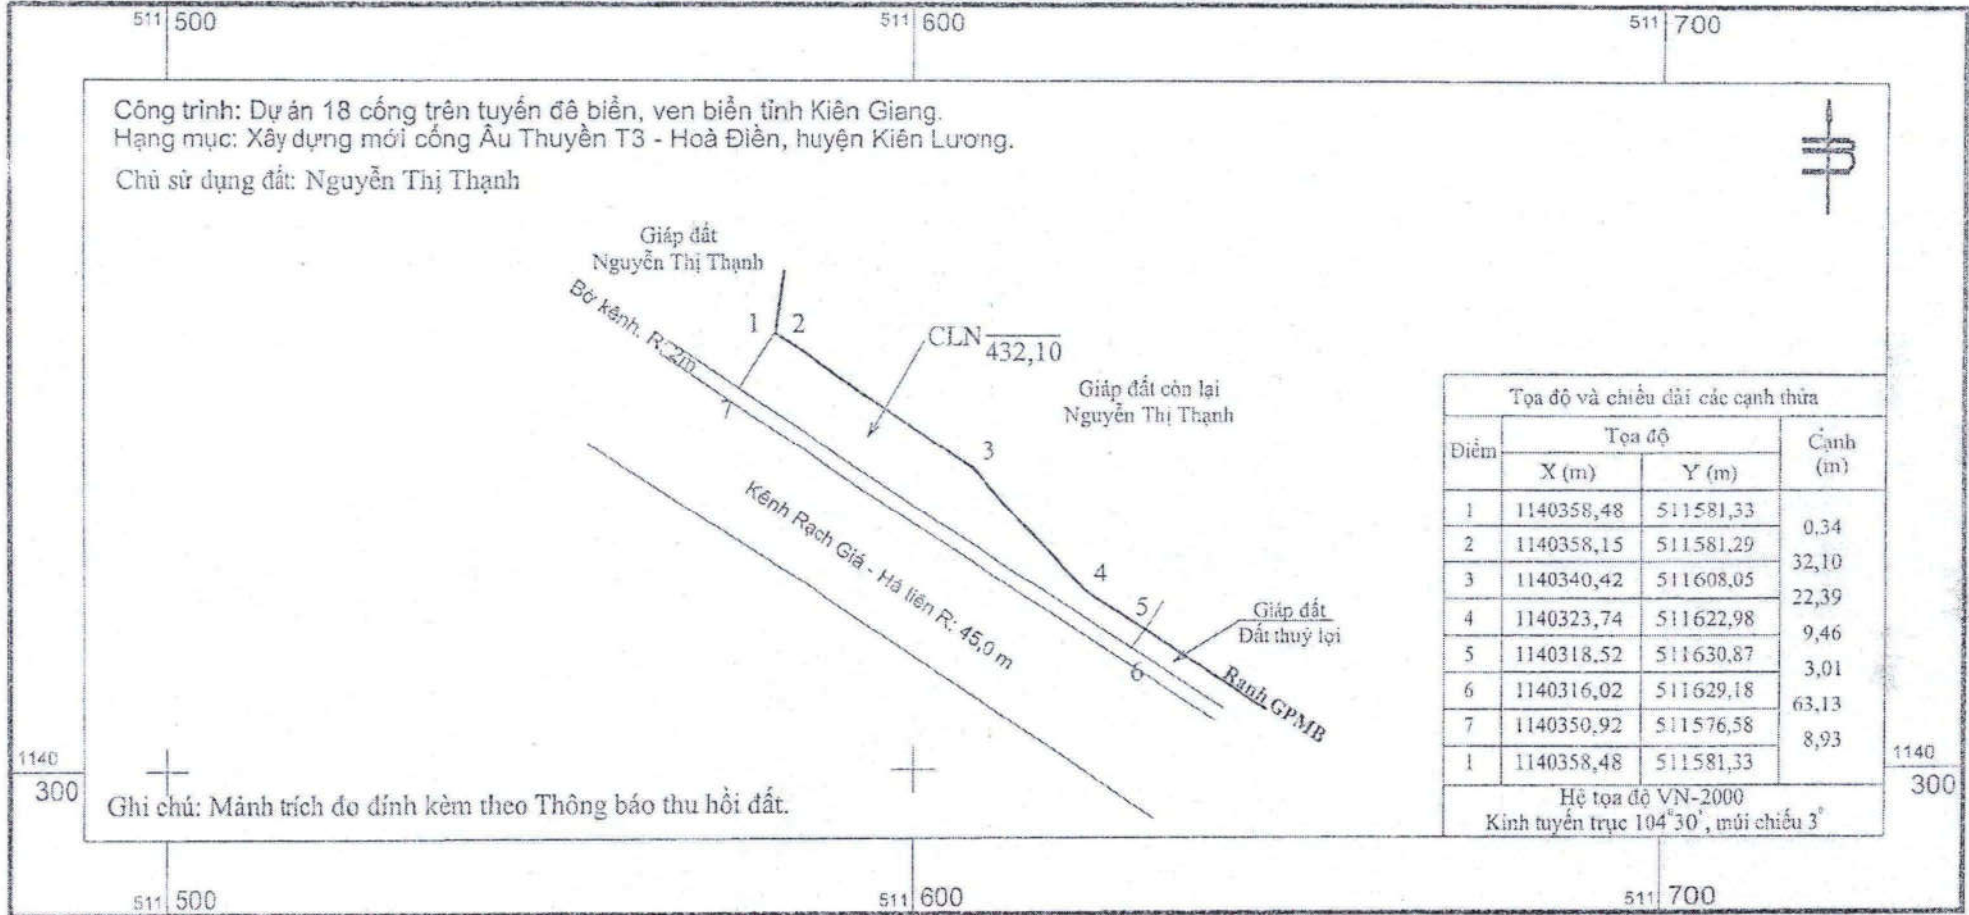 511 500
511 600
511 700
Công trình: Dự án 18 cống trên tuyến đê biển, ven biển tỉnh Kiên Giang.
Hạng mục: Xây dựng mới cống Âu Thuyền T3 - Hoà Điền, huyện Kiên Lương.
Chủ sử dụng đất: Nguyễn Thị Thạnh
Giáp đất
Nguyễn Thị Thạnh
Bờ kênh. R: 2m
1 2
CLN 432,10
Giáp đất còn lại
Nguyễn Thị Thạnh
7
3
Kênh Rạch Giá - Hà tiên R: 45,0 m
4
5
6
Giáp đất
Đất thuỷ lợi
Ranh GPMB
Tọa độ và chiều dài các cạnh thửa
Điểm Tọa độ Cạnh (m)
X (m) Y (m)
1 1140358,48 511581,33
0,34
2 1140358,15 511581,29
32,10
3 1140340,42 511608,05
22,39
4 1140323,74 511622,98
9,46
5 1140318,52 511630,87
3,01
6 1140316,02 511629,18
63,13
7 1140350,92 511576,58
8,93
1 1140358,48 511581,33
Hệ tọa độ VN-2000
Kinh tuyến trục 104°30', múi chiếu 3°
1140
300
1140
300
Ghi chú: Mảnh trích đo đính kèm theo Thông báo thu hồi đất.
511 500
511 600
511 700